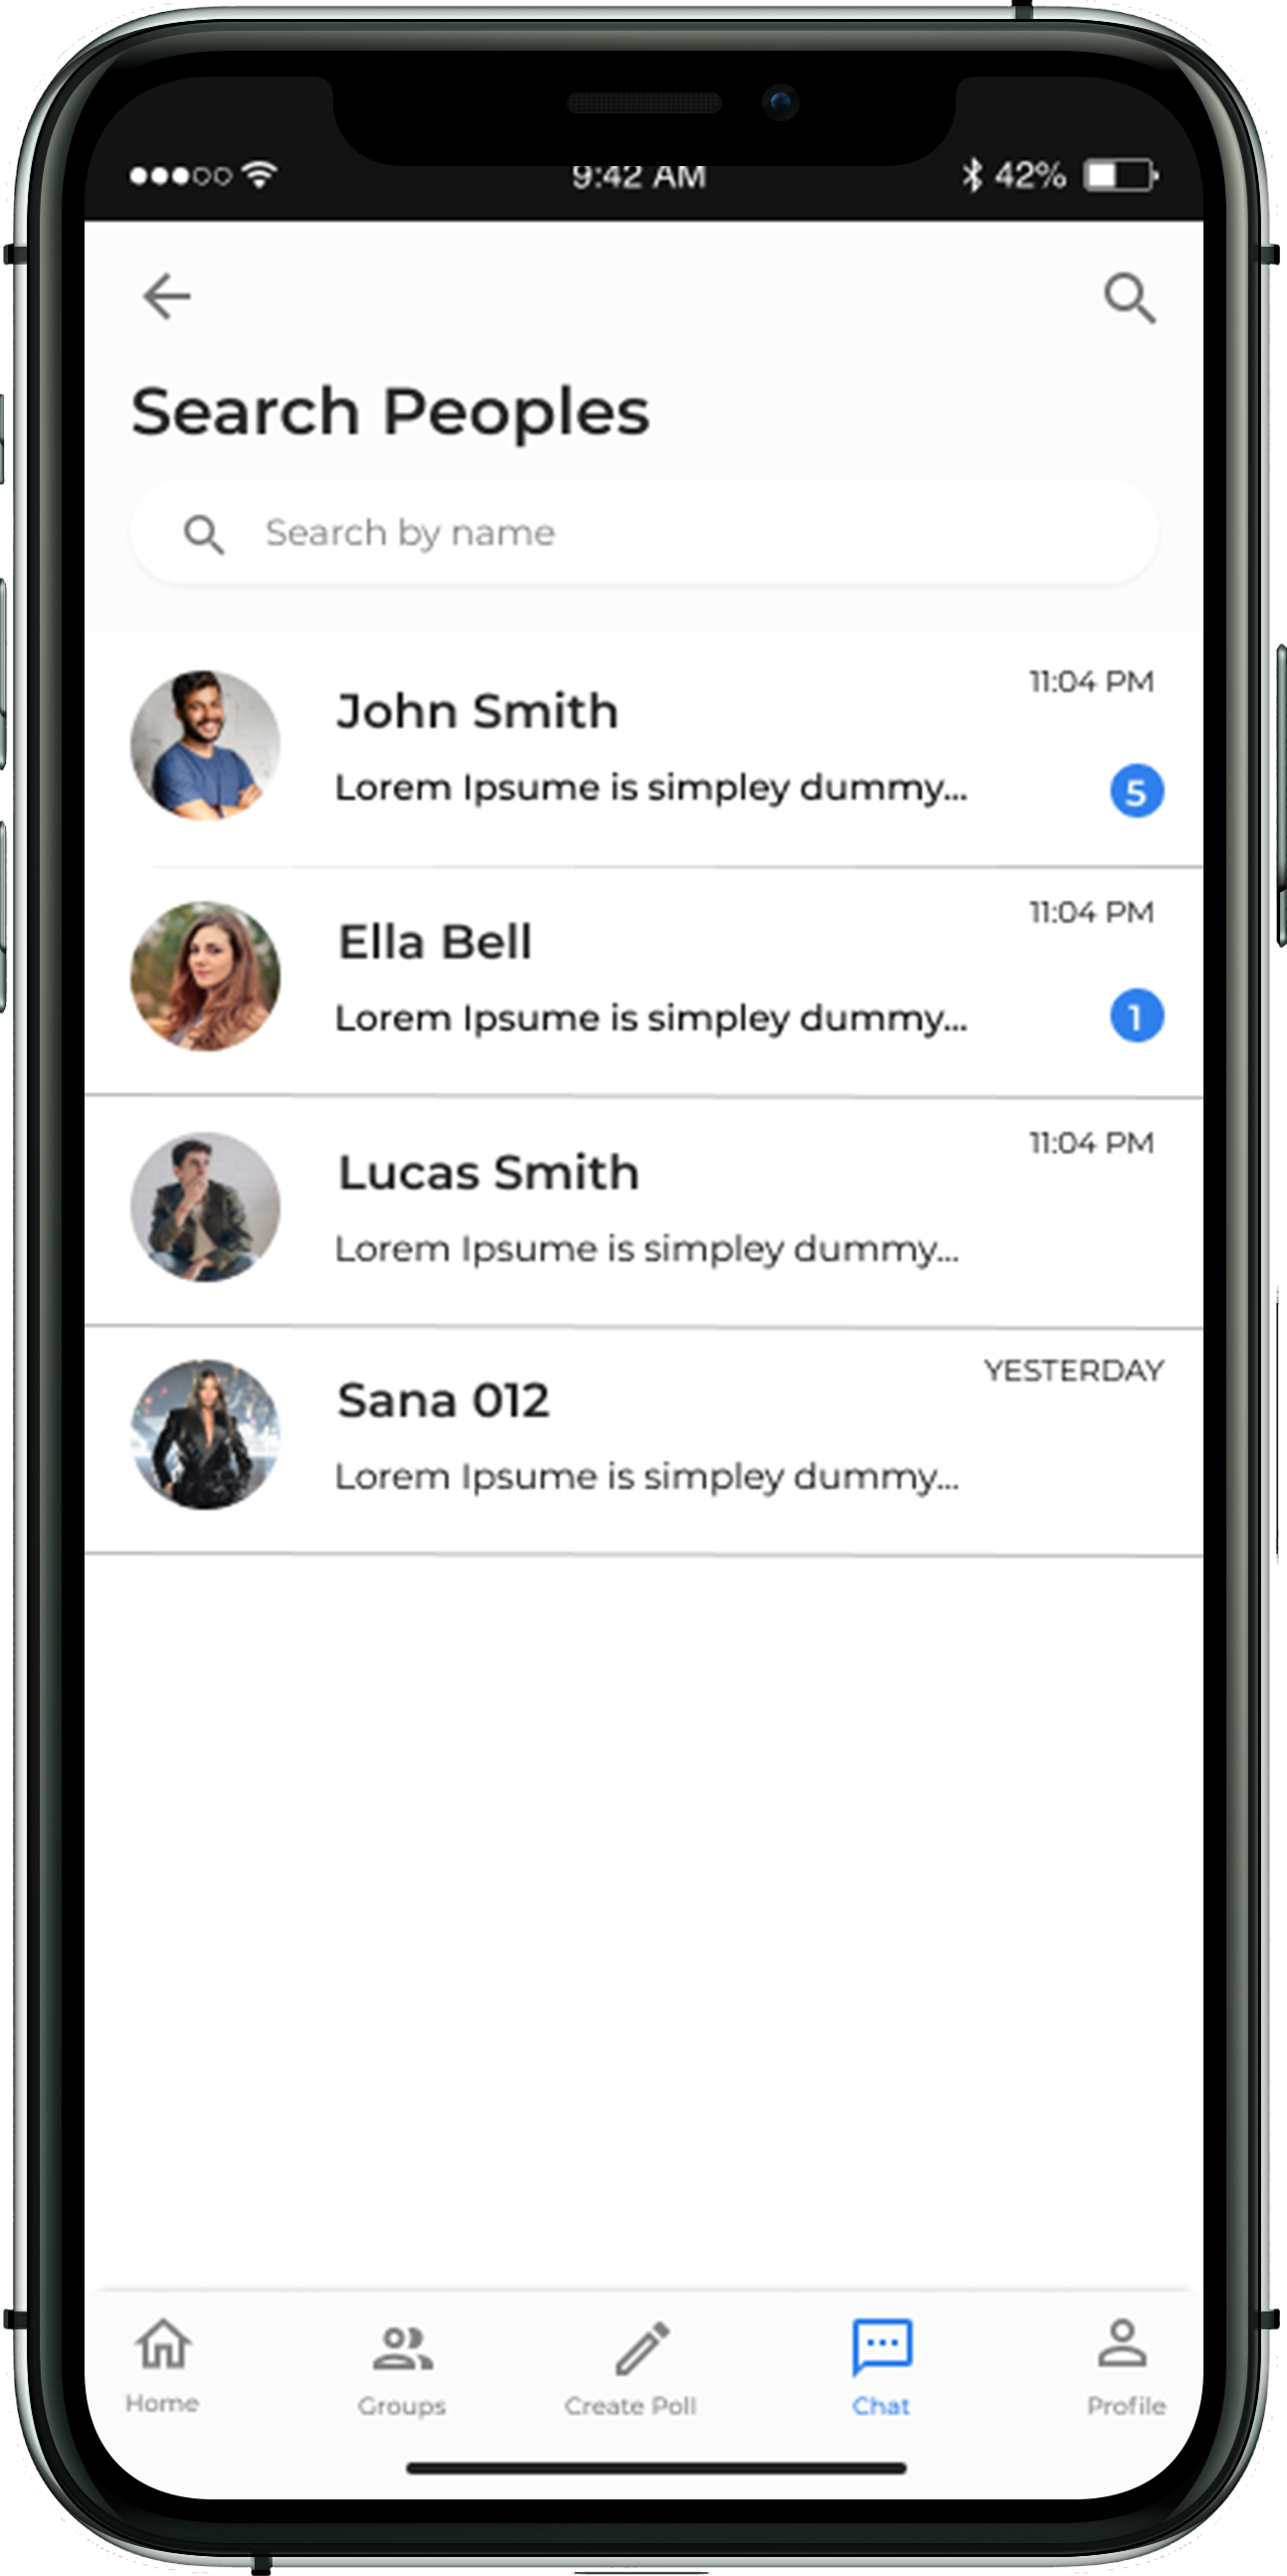 9:42 AM
42%
Search Peoples
Search by name
John Smith
11:04 PM
Lorem Ipsume is simpley dummy...
5
Ella Bell
11:04 PM
Lorem Ipsume is simpley dummy...
1
Lucas Smith
11:04 PM
Lorem Ipsume is simpley dummy...
Sana 012
YESTERDAY
Lorem Ipsume is simpley dummy...
Home
Groups
Create Poll
Chat
Profile